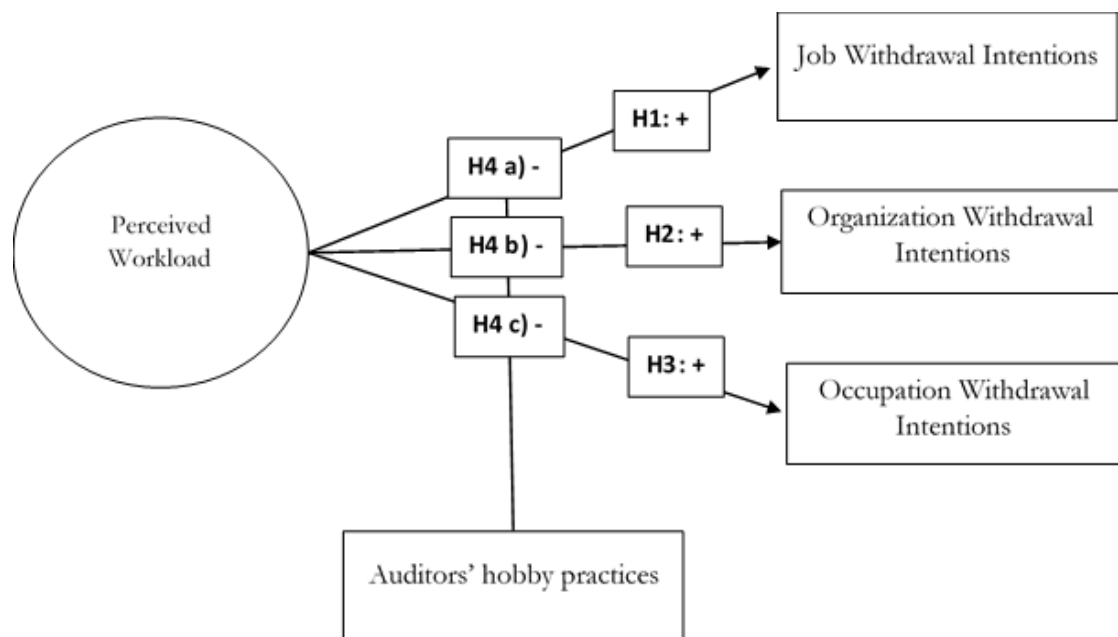 Job Withdrawal Intentions
H1: +
H4 a) -
Perceived
Workload
H4 b) -
H2: +
Organization Withdrawal
Intentions
H4 c) -
H3: +
Occupation Withdrawal
Intentions
Auditors’ hobby practices